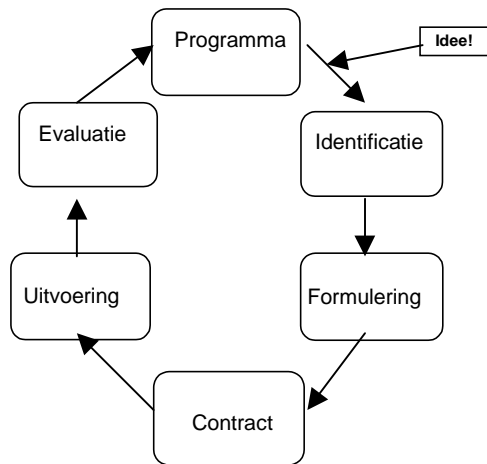 Programma
Idee!
Evaluatie
Identificatie
Uitvoering
Formulering
Contract